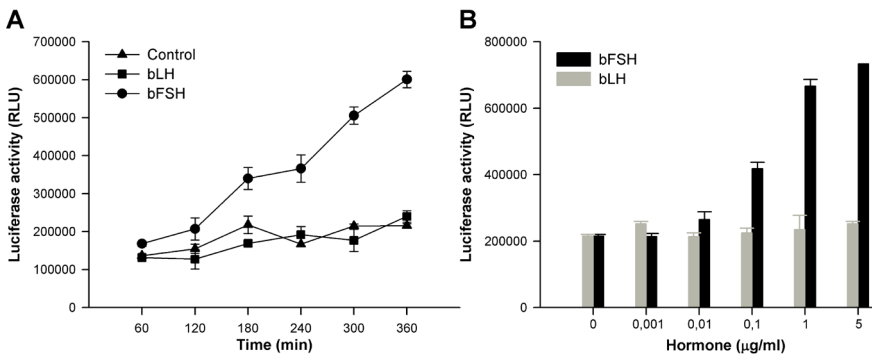 A
Luciferase activity (RLU)
700000
600000
500000
400000
300000
200000
100000
0
Control
bLH
bFSH
60 120 180 240 300 360
Time (min)
B
Luciferase activity (RLU)
800000
600000
400000
200000
0
bFSH
bLH
0 0,001 0,01 0,1 1 5
Hormone (µg/ml)